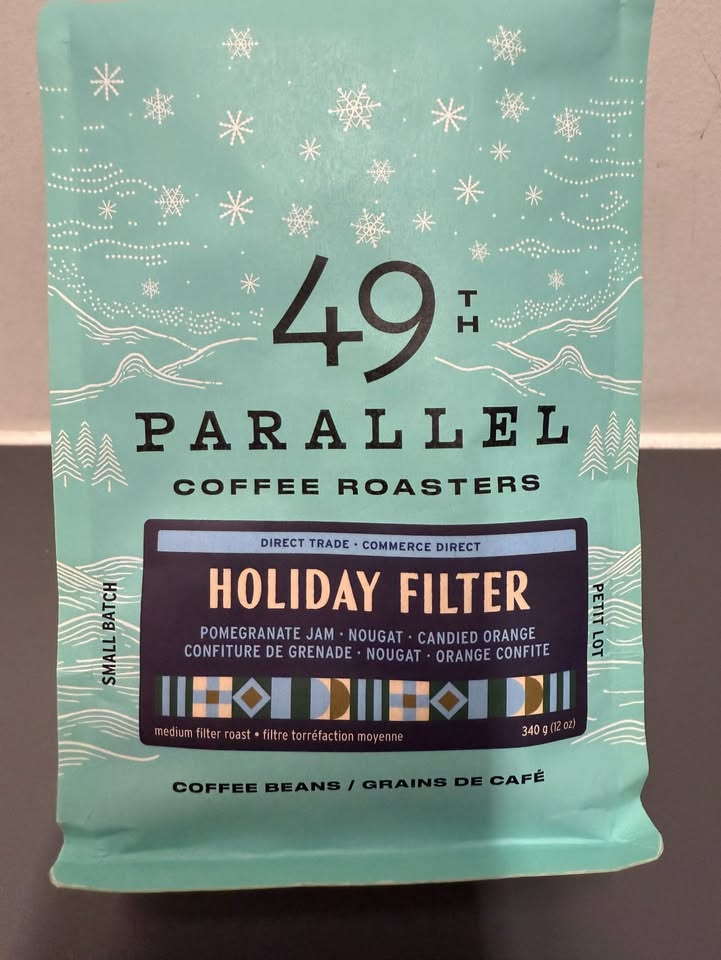 49TH
PARALLEL
COFFEE ROASTERS
DIRECT TRADE · COMMERCE DIRECT
HOLIDAY FILTER
POMEGRANATE JAM · NOUGAT · CANDIED ORANGE
CONFITURE DE GRENADE · NOUGAT · ORANGE CONFITE
SMALL BATCH
PETIT LOT
medium filter roast • filtre torréfaction moyenne
340 g (12 oz)
COFFEE BEANS / GRAINS DE CAFÉ